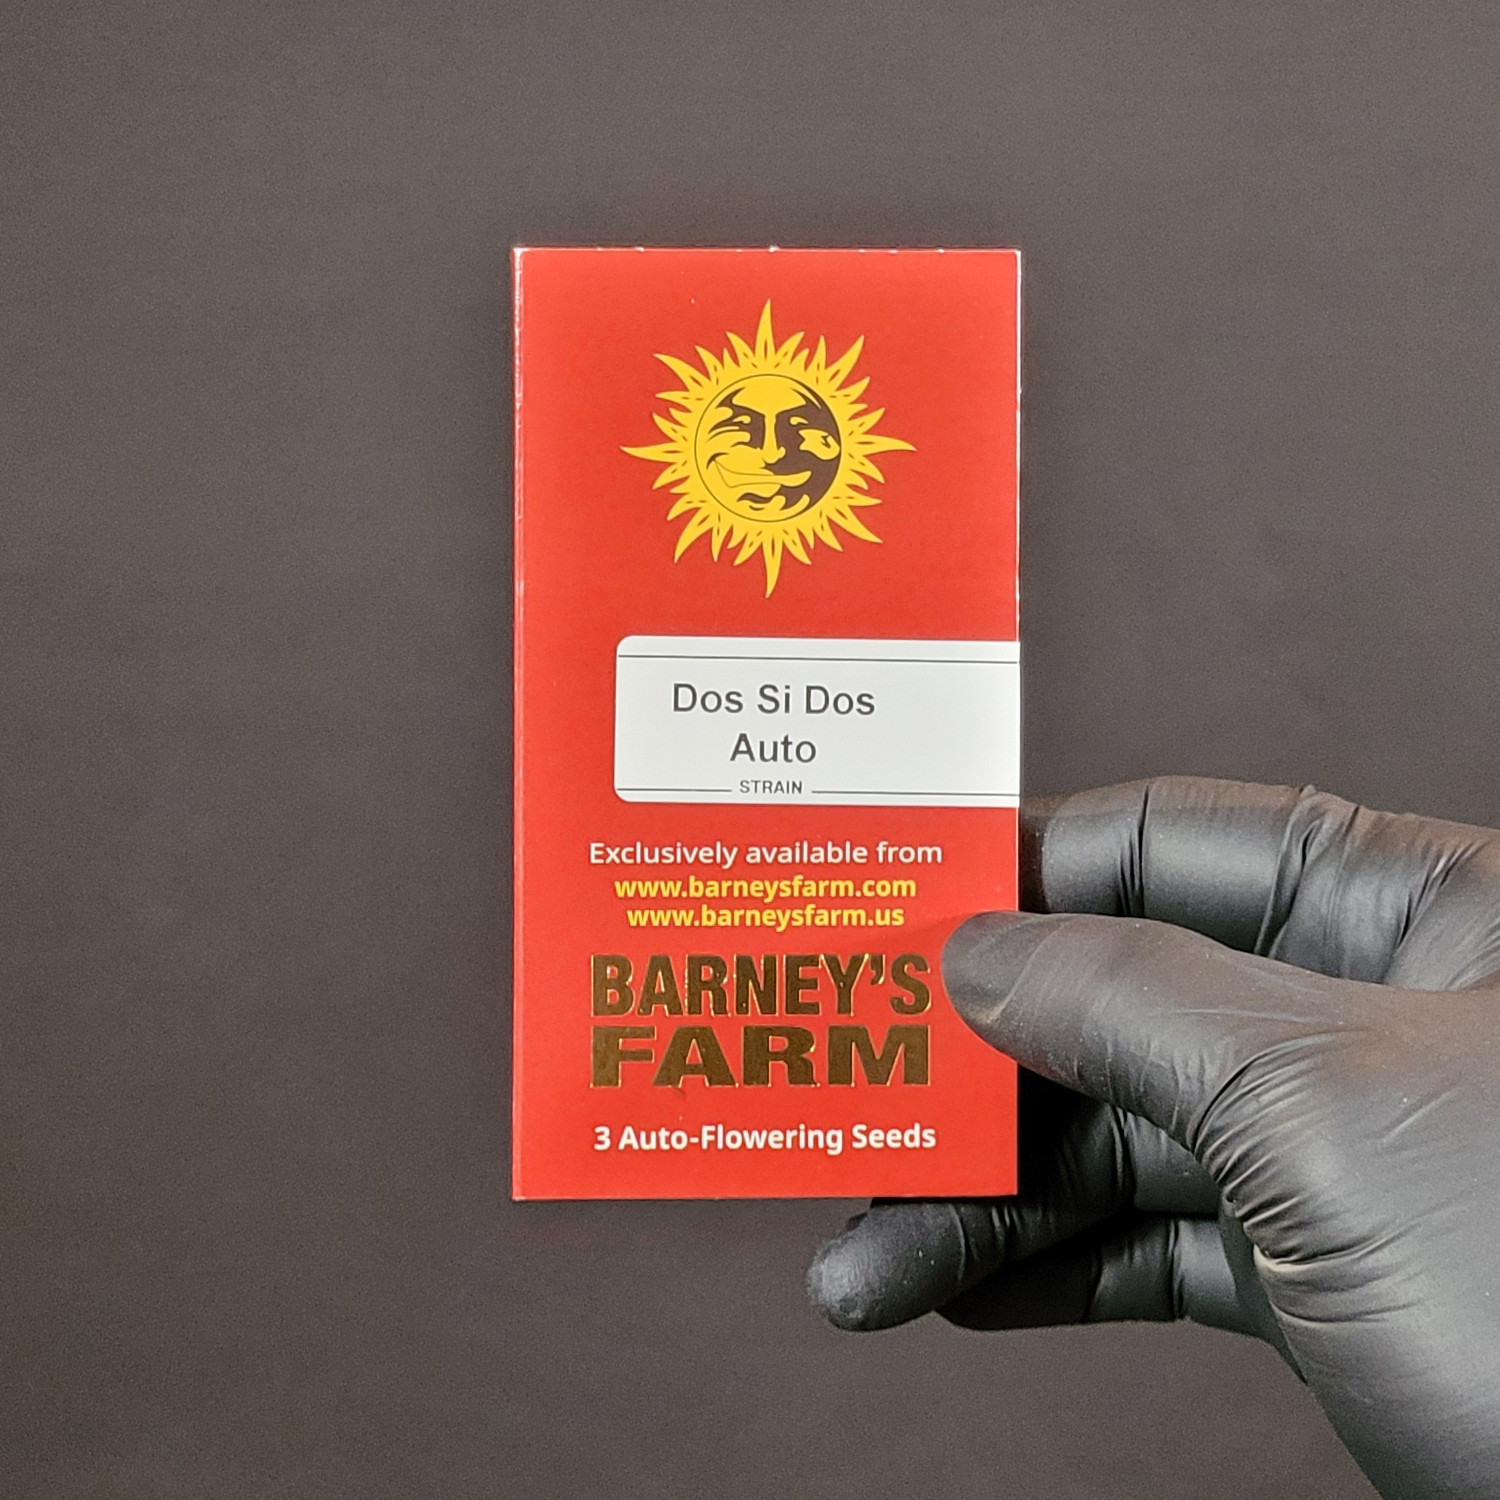 Dos Si Dos
Auto
STRAIN
Exclusively available from
www.barneysfarm.com
www.barneysfarm.us
BARNEY'S
FARM
3 Auto-Flowering Seeds